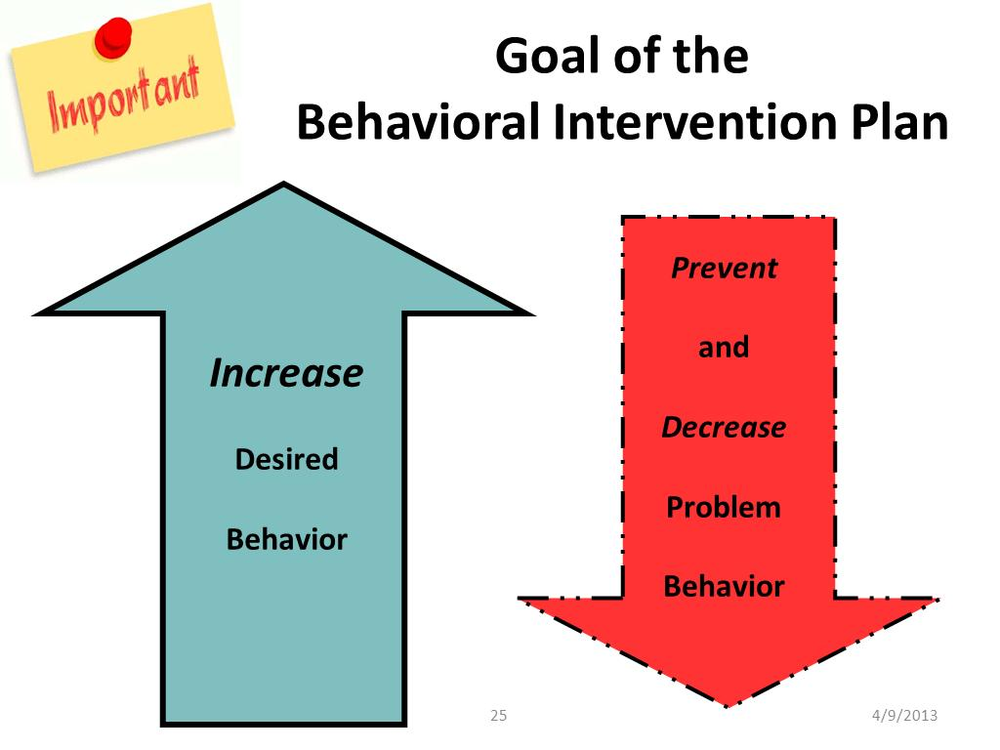 Important
Goal of the
Behavioral Intervention Plan
Increase
Desired
Behavior
Prevent
and
Decrease
Problem
Behavior
25
4/9/2013